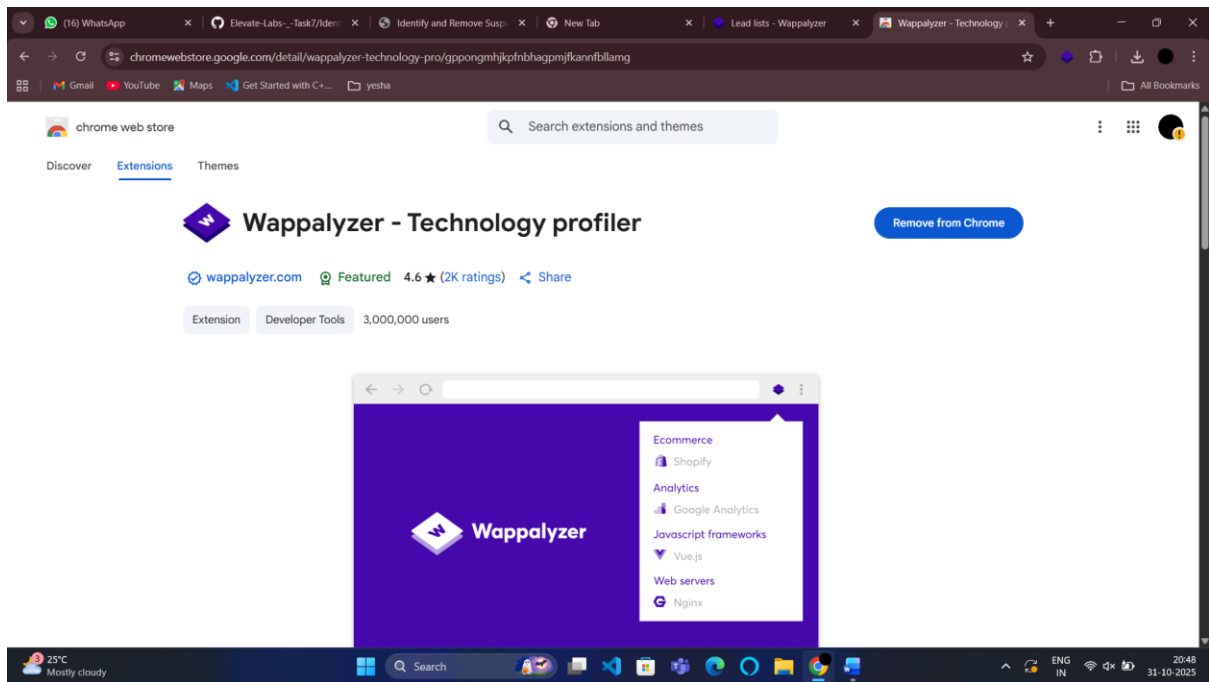 (16) WhatsApp
Elevate-Labs-_-Task7/Ident
Identify and Remove Susp
New Tab
Lead lists - Wappalyzer
Wappalyzer - Technology
chromewebstore.google.com/detail/wappalyzer-technology-pro/gppongmhjkpfnbhagpmjfkannfbllamg
Gmail
YouTube
Maps
Get Started with C+...
yesha
All Bookmarks
chrome web store
Search extensions and themes
Discover
Extensions
Themes
W
Wappalyzer - Technology profiler
Remove from Chrome
wappalyzer.com
Featured
4.6 ★ (2K ratings)
Share
Extension
Developer Tools
3,000,000 users
Ecommerce
Shopify
Analytics
Google Analytics
W
Wappalyzer
Javascript frameworks
Vue.js
Web servers
Nginx
3
25°C
Mostly cloudy
Search
ENG
IN
20:48
31-10-2025